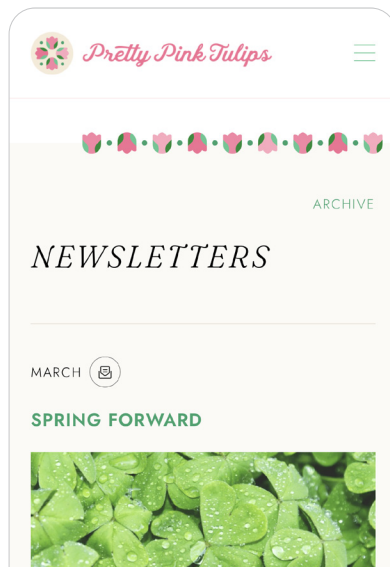 Pretty Pink Tulips
ARCHIVE
NEWSLETTERS
MARCH
SPRING FORWARD